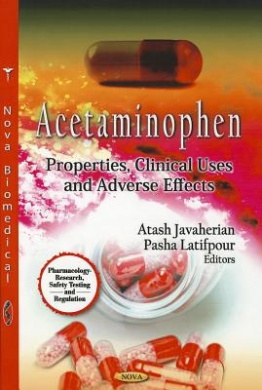 Nova Biomedical
Acetaminophen
Properties, Clinical Uses
and Adverse Effects
Atash Javaherian
Pasha Latifpour
Editors
Pharmacology-
Research,
Safety Testing
and
Regulation
NOVA